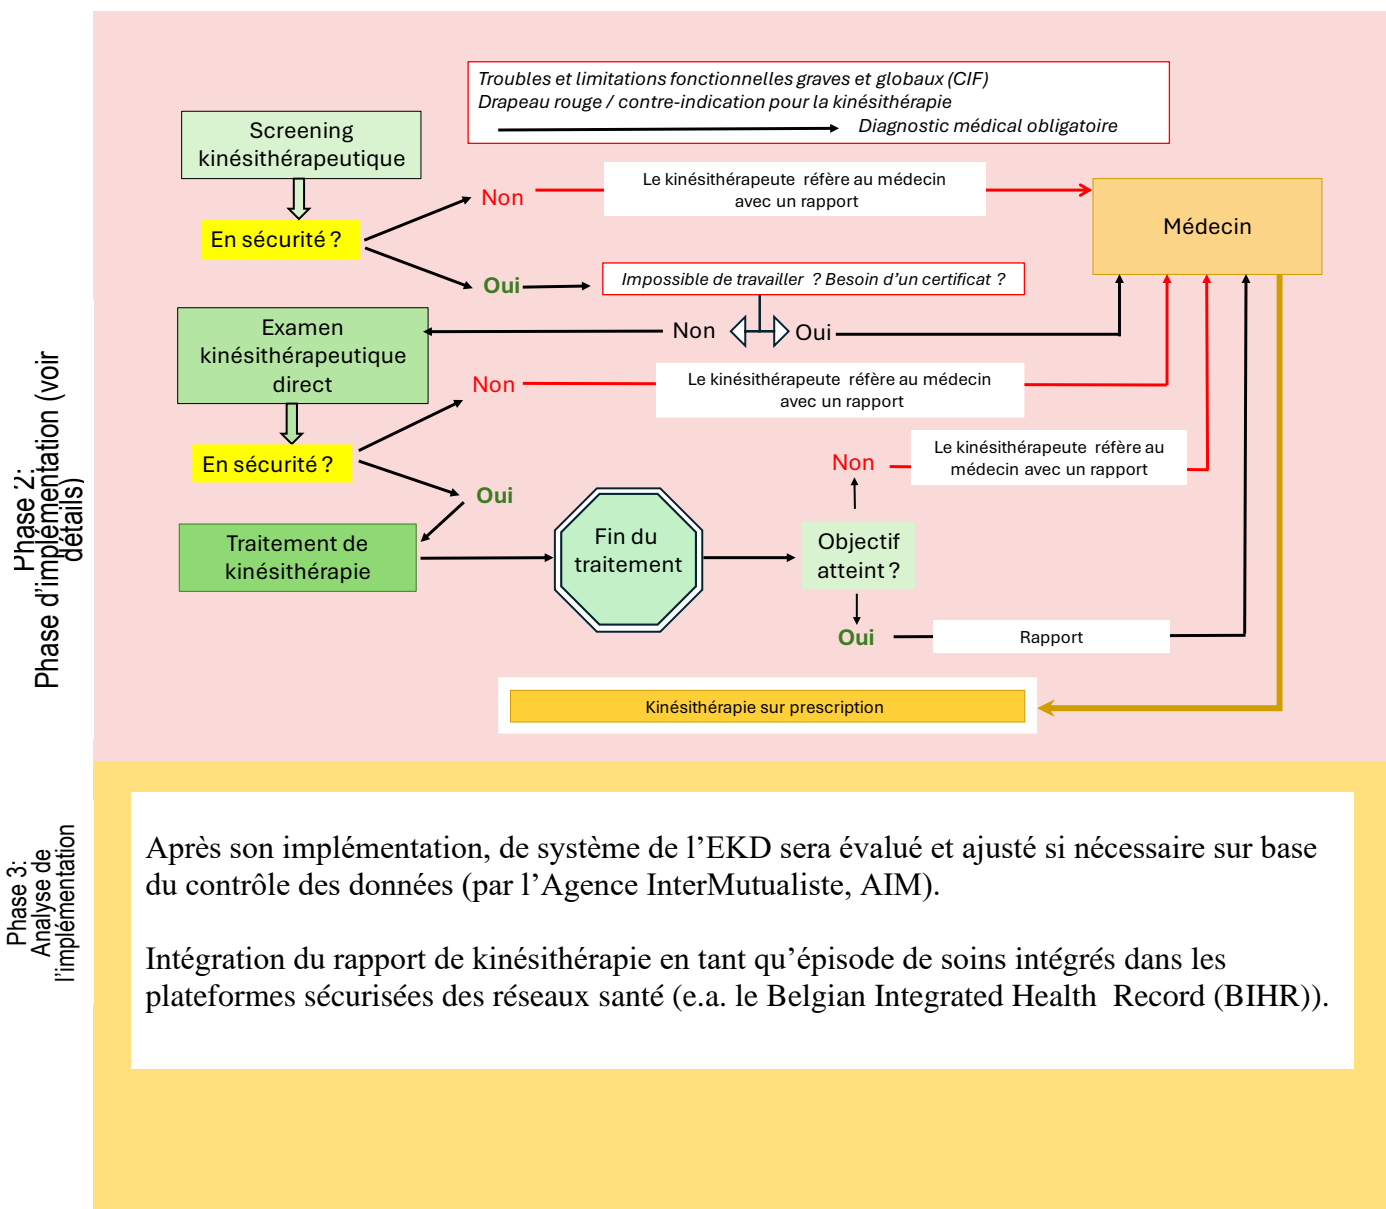 Troubles et limitations fonctionnelles graves et globaux (CIF)
Drapeau rouge / contre-indication pour la kinésithérapie
Diagnostic médical obligatoire
Screening
kinésithérapeutique
Non
Le kinésithérapeute réfère au médecin
avec un rapport
Médecin
En sécurité ?
Oui
Impossible de travailler ? Besoin d'un certificat ?
Non
Oui
Examen
kinésithérapeutique
direct
Non
Le kinésithérapeute réfère au médecin
avec un rapport
En sécurité ?
Oui
Non
Le kinésithérapeute réfère au
médecin avec un rapport
Traitement de
kinésithérapie
Fin du
traitement
Objectif
atteint ?
Oui
Rapport
Kinésithérapie sur prescription
Phase 2:
Phase d'implémentation (voir
détails)
Phase 3:
Analyse de
l'implémentation
Après son implémentation, de système de l'EKD sera évalué et ajusté si nécessaire sur base
du contrôle des données (par l'Agence InterMutualiste, AIM).
Intégration du rapport de kinésithérapie en tant qu'épisode de soins intégrés dans les
plateformes sécurisées des réseaux santé (e.a. le Belgian Integrated Health Record (BIHR)).